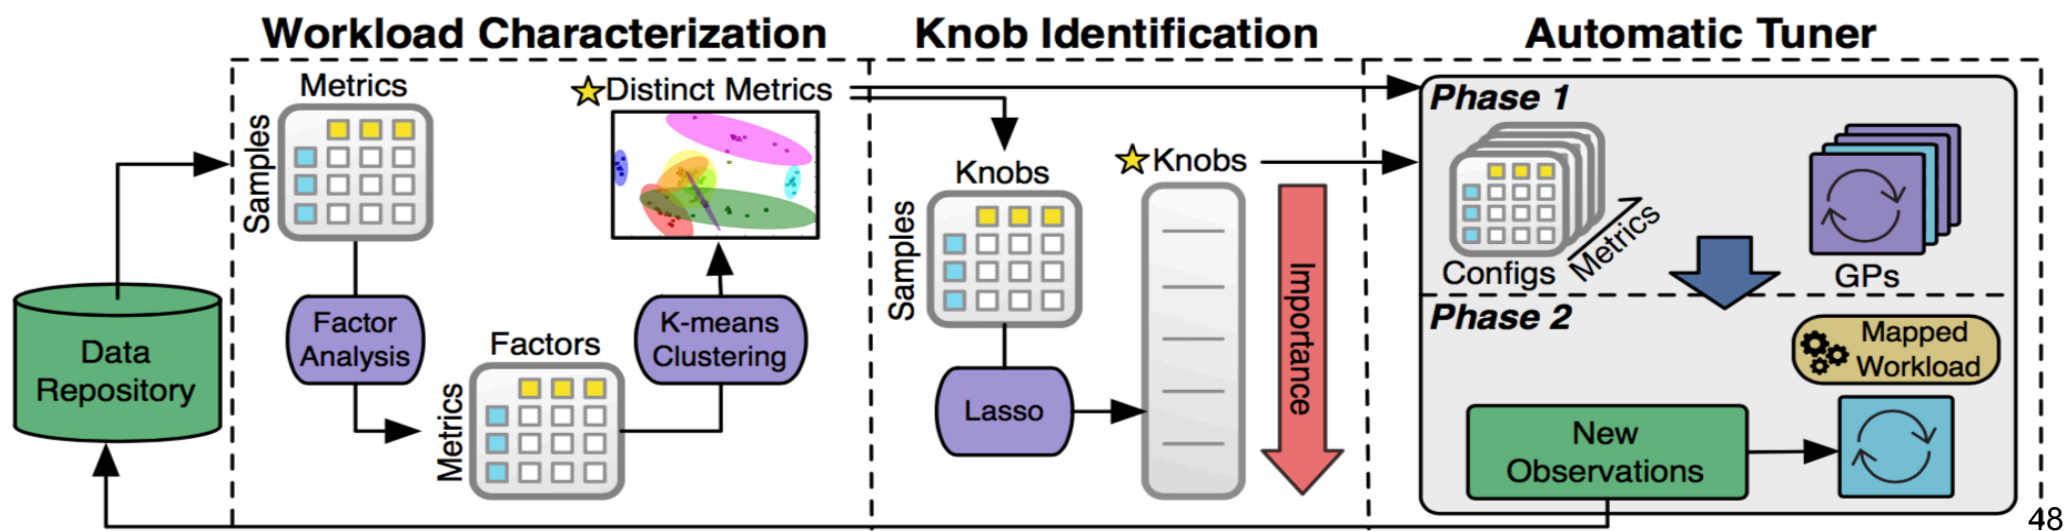 Workload Characterization
Knob Identification
Automatic Tuner
Data
Repository
Metrics
Samples
Factor
Analysis
Factors
Metrics
K-means
Clustering
Distinct Metrics
Knobs
Samples
Lasso
Knobs
Importance
Phase 1
Configs
Metrics
GPs
Phase 2
Mapped
Workload
New
Observations
48